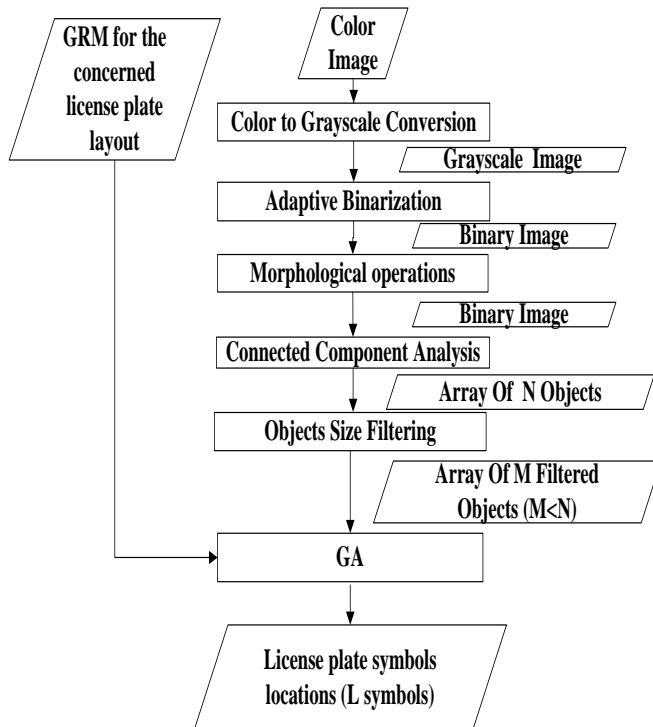 GRM for the
concerned
license plate
layout
Color
Image
Color to Grayscale Conversion
Grayscale Image
Adaptive Binarization
Binary Image
Morphological operations
Binary Image
Connected Component Analysis
Array Of N Objects
Objects Size Filtering
Array Of M Filtered
Objects (M<N)
GA
License plate symbols
locations (L symbols)